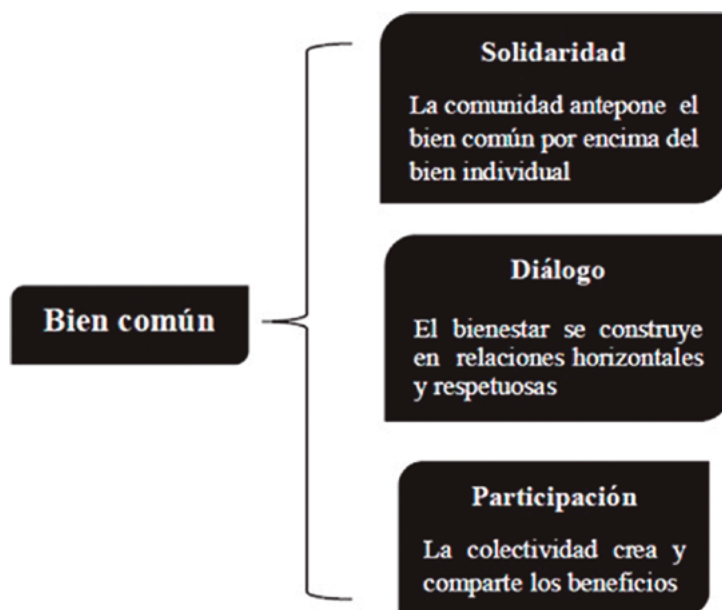 Bien común
Solidaridad
La comunidad antepone el
bien común por encima del
bien individual
Diálogo
El bienestar se construye
en relaciones horizontales
y respetuosas
Participación
La colectividad crea y
comparte los beneficios